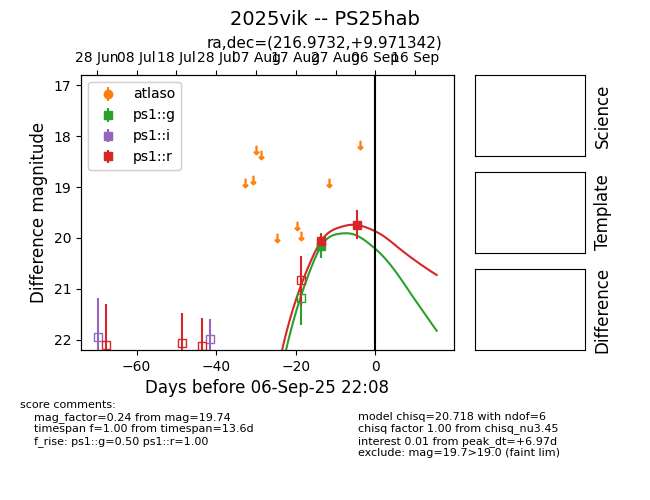 2025vik -- PS25hab
ra,dec=(216.9732,+9.971342)
28 Jun 08 Jul 18 Jul 28 Jul 07 Aug 17 Aug 27 Aug 06 Sep 16 Sep
17
18
19
20
21
22
Difference magnitude
atlaso
ps1::g
ps1::i
ps1::r
−60 −40 −20 0
Days before 06-Sep-25 22:08
Science
Template
Difference
score comments:
mag_factor=0.24 from mag=19.74
timespan f=1.00 from timespan=13.6d
f_rise: ps1::g=0.50 ps1::r=1.00
model chisq=20.718 with ndof=6
chisq factor 1.00 from chisq_nu3.45
interest 0.01 from peak_dt=+6.97d
exclude: mag=19.7>19.0 (faint lim)